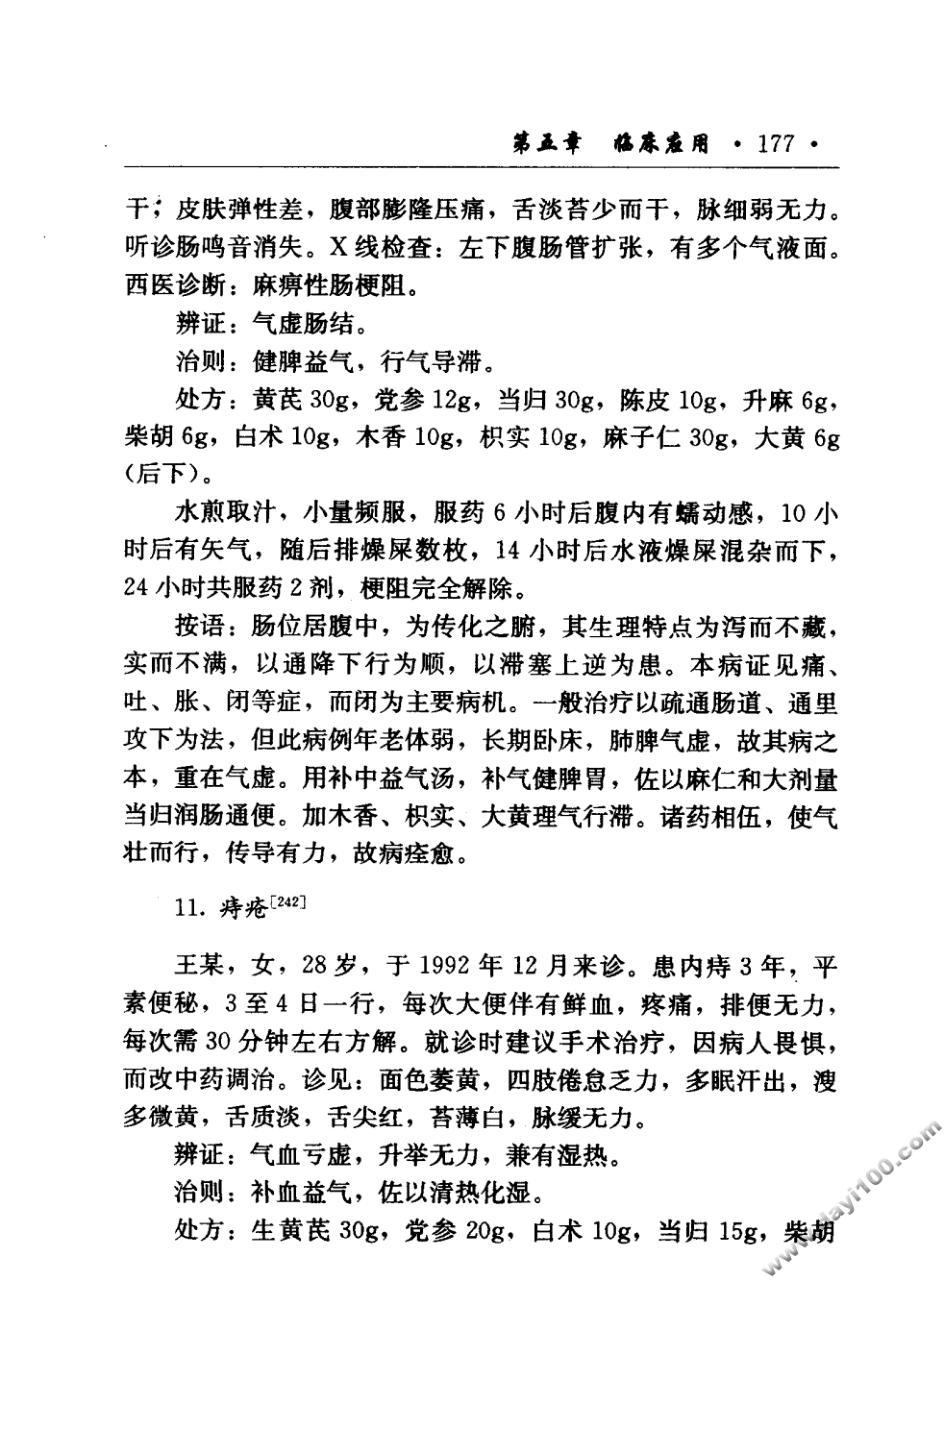 第五章 临床应用 · 177 ·
干；皮肤弹性差，腹部膨隆压痛，舌淡苔少而干，脉细弱无力。
听诊肠鸣音消失。X 线检查：左下腹肠管扩张，有多个气液面。
西医诊断：麻痹性肠梗阻。
辨证：气虚肠结。
治则：健脾益气，行气导滞。
处方：黄芪 30g，党参 12g，当归 30g，陈皮 10g，升麻 6g，
柴胡 6g，白术 10g，木香 10g，枳实 10g，麻子仁 30g，大黄 6g
（后下）。
水煎取汁，小量频服，服药 6 小时后腹内有蠕动感，10 小
时后有矢气，随后排燥屎数枚，14 小时后水液燥屎混杂而下，
24 小时共服药 2 剂，梗阻完全解除。
按语：肠位居腹中，为传化之腑，其生理特点为泻而不藏，
实而不满，以通降下行为顺，以滞塞上逆为患。本病证见痛、
吐、胀、闭等症，而闭为主要病机。一般治疗以疏通肠道、通里
攻下为法，但此病例年老体弱，长期卧床，肺脾气虚，故其病之
本，重在气虚。用补中益气汤，补气健脾胃，佐以麻仁和大剂量
当归润肠通便。加木香、枳实、大黄理气行滞。诸药相伍，使气
壮而行，传导有力，故病痊愈。
11. 痔疮[242]
王某，女，28 岁，于 1992 年 12 月来诊。患内痔 3 年，平
素便秘，3 至 4 日一行，每次大便伴有鲜血，疼痛，排便无力，
每次需 30 分钟左右方解。就诊时建议手术治疗，因病人畏惧，
而改中药调治。诊见：面色萎黄，四肢倦怠乏力，多眠汗出，溲
多微黄，舌质淡，舌尖红，苔薄白，脉缓无力。
辨证：气血亏虚，升举无力，兼有湿热。
治则：补血益气，佐以清热化湿。
处方：生黄芪 30g，党参 20g，白术 10g，当归 15g，柴胡